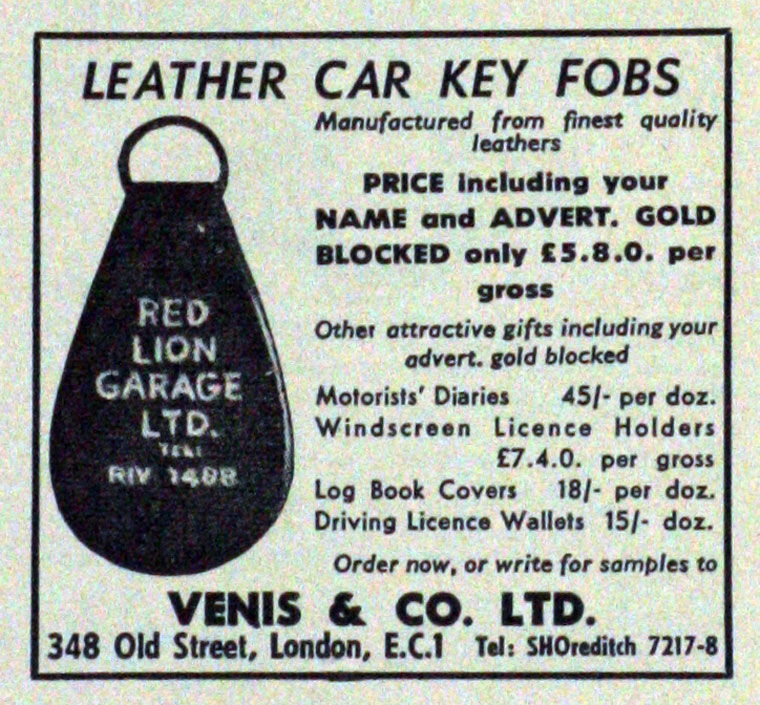 LEATHER CAR KEY FOBS
Manufactured from finest quality
leathers
PRICE including your
NAME and ADVERT. GOLD
BLOCKED only £5.8.0. per
gross
Other attractive gifts including your
advert. gold blocked
Motorists' Diaries 45/- per doz.
Windscreen Licence Holders
£7.4.0. per gross
Log Book Covers 18/- per doz.
Driving Licence Wallets 15/- doz.
Order now, or write for samples to
VENIS & CO. LTD.
348 Old Street, London, E.C.1 Tel: SHOreditch 7217-8
RED
LION
GARAGE
LTD.
TEL:
RIV 1488